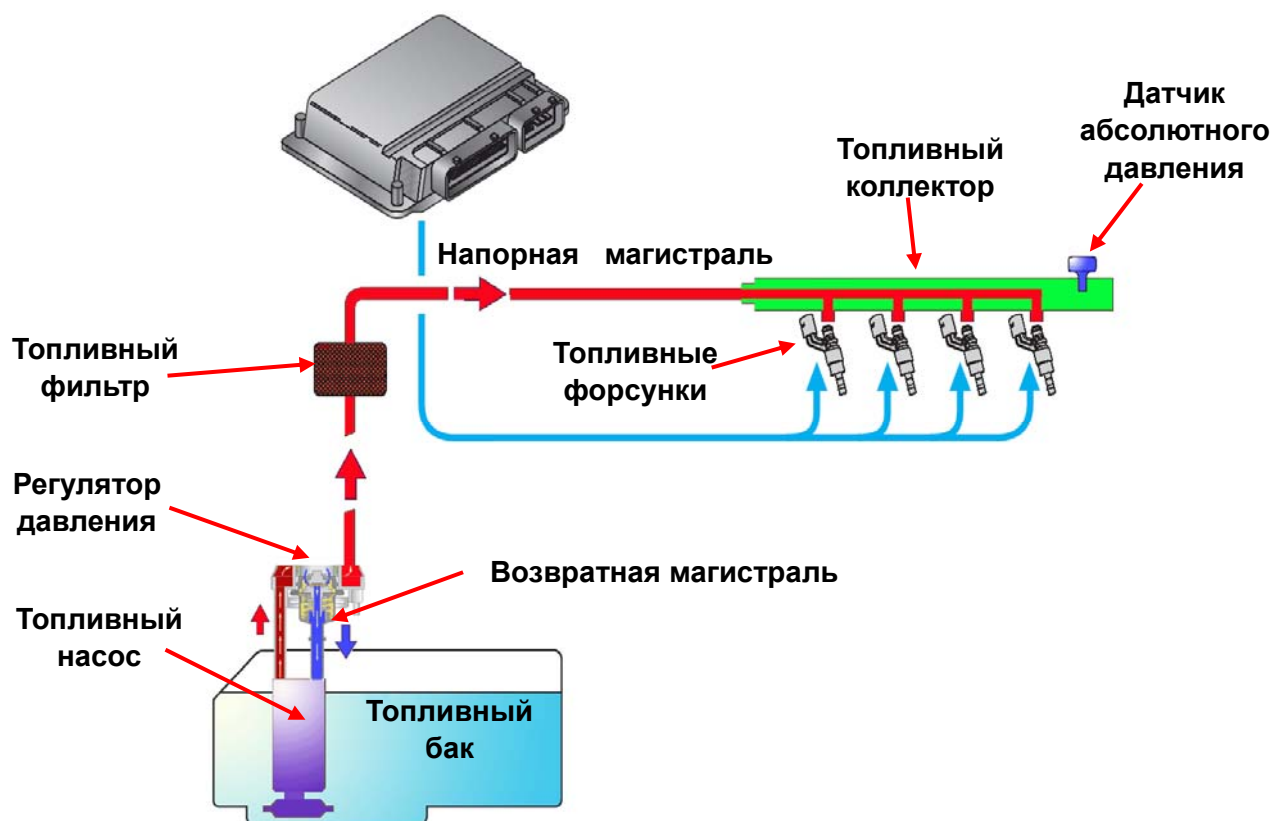 Датчик
абсолютного
давления
Топливный
коллектор
Напорная магистраль
Топливный
фильтр
Топливные
форсунки
Регулятор
давления
Возвратная магистраль
Топливный
насос
Топливный
бак